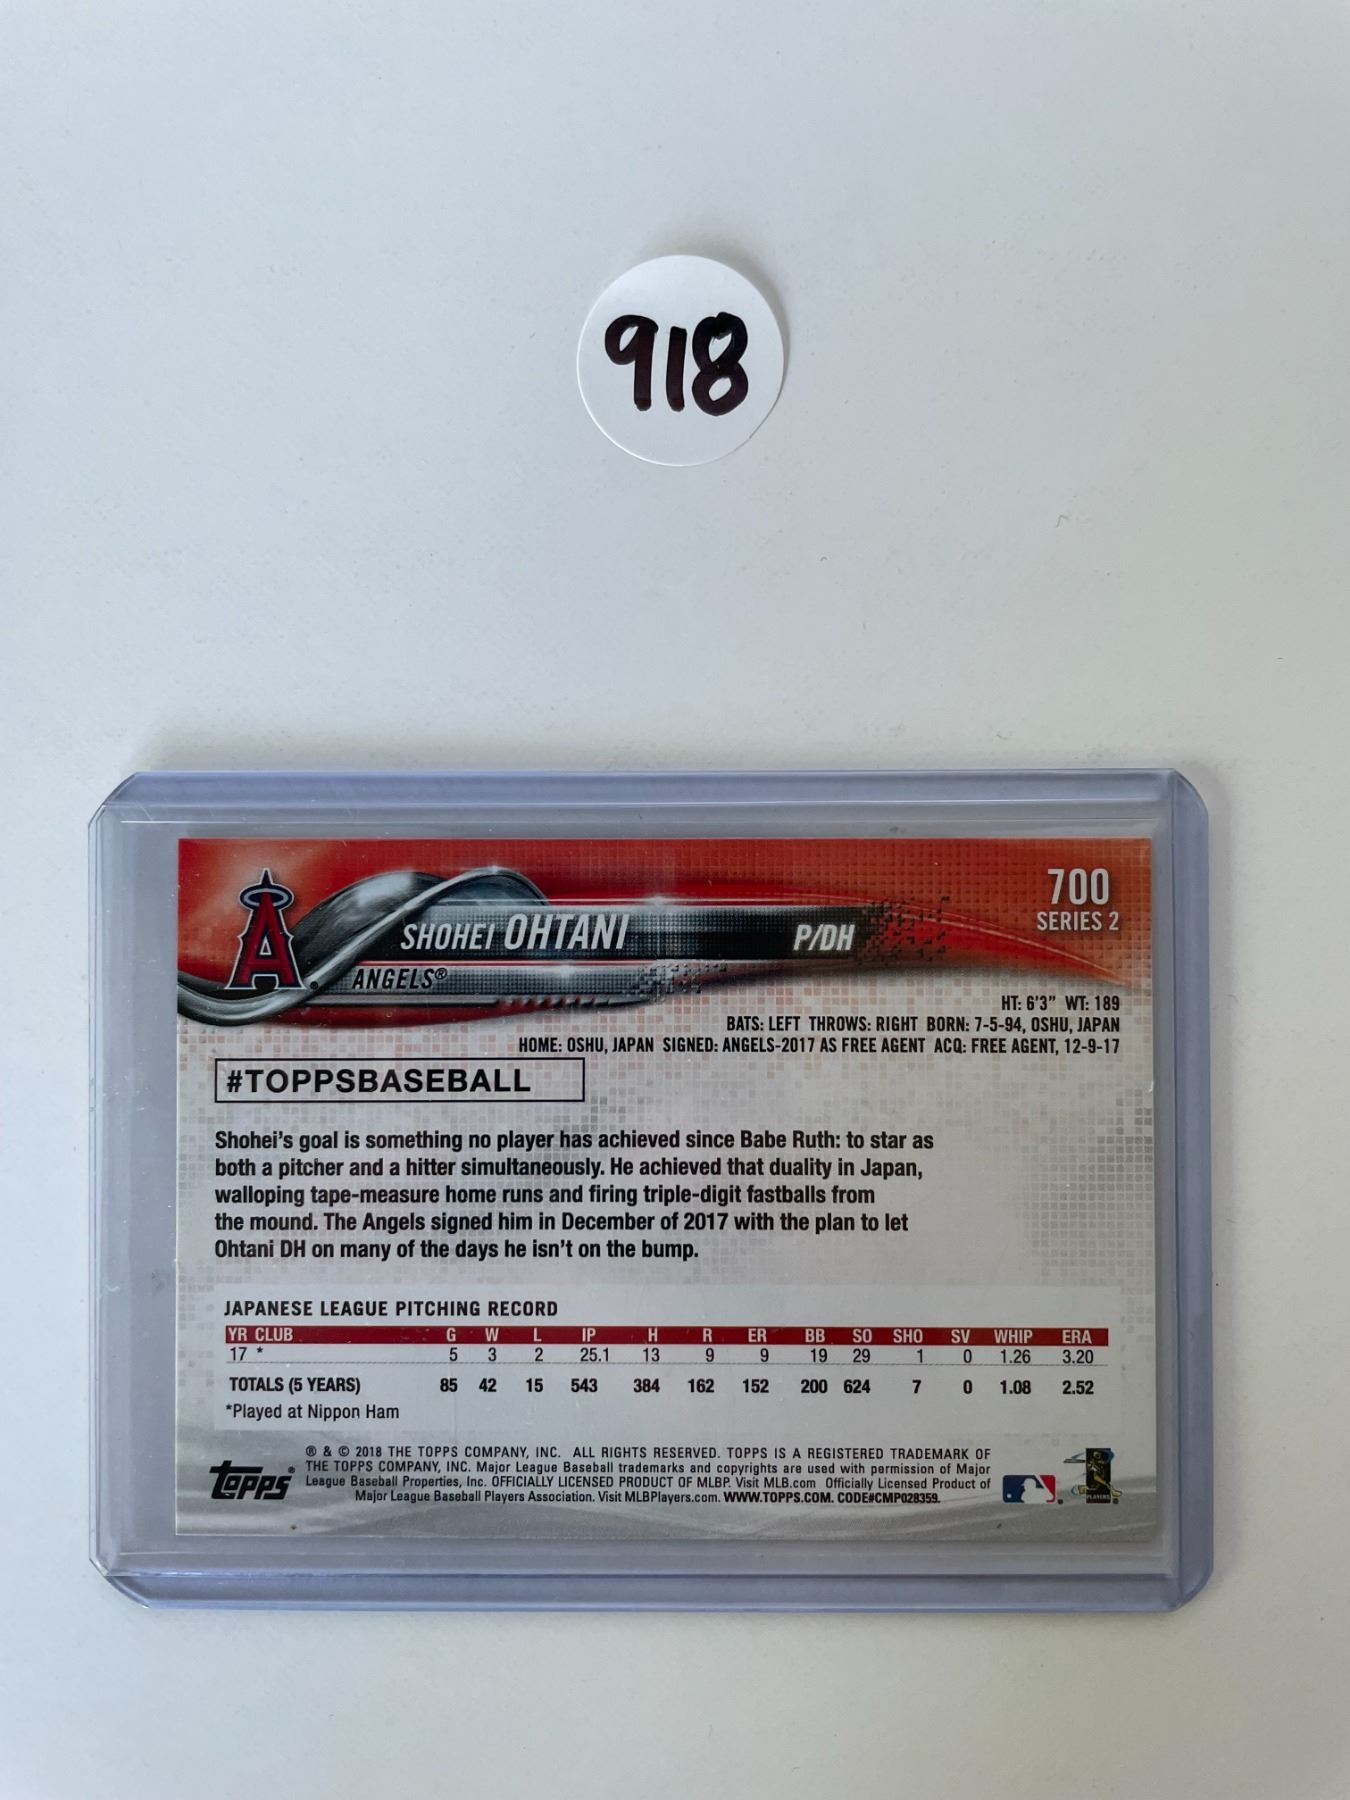 918
700
SERIES 2
A
SHOHEI OHTANI P/DH
ANGELS®
HT: 6'3" WT: 189
BATS: LEFT THROWS: RIGHT BORN: 7-5-94, OSHU, JAPAN
HOME: OSHU, JAPAN SIGNED: ANGELS-2017 AS FREE AGENT ACQ: FREE AGENT, 12-9-17
#TOPPSBASEBALL
Shohei's goal is something no player has achieved since Babe Ruth: to star as
both a pitcher and a hitter simultaneously. He achieved that duality in Japan,
walloping tape-measure home runs and firing triple-digit fastballs from
the mound. The Angels signed him in December of 2017 with the plan to let
Ohtani DH on many of the days he isn't on the bump.
JAPANESE LEAGUE PITCHING RECORD
YR CLUB G W L IP H R ER BB SO SHO SV WHIP ERA
17 * 5 3 2 25.1 13 9 9 19 29 1 0 1.26 3.20
TOTALS (5 YEARS) 85 42 15 543 384 162 152 200 624 7 0 1.08 2.52
*Played at Nippon Ham
topps®
® & © 2018 THE TOPPS COMPANY, INC. ALL RIGHTS RESERVED. TOPPS IS A REGISTERED TRADEMARK OF
THE TOPPS COMPANY, INC. Major League Baseball trademarks and copyrights are used with permission of Major
League Baseball Properties, Inc. OFFICIALLY LICENSED PRODUCT OF MLBP. Visit MLB.com Officially Licensed Product of
Major League Baseball Players Association. Visit MLBPlayers.com. WWW.TOPPS.COM. CODE#CMP028359.
PLAYERS